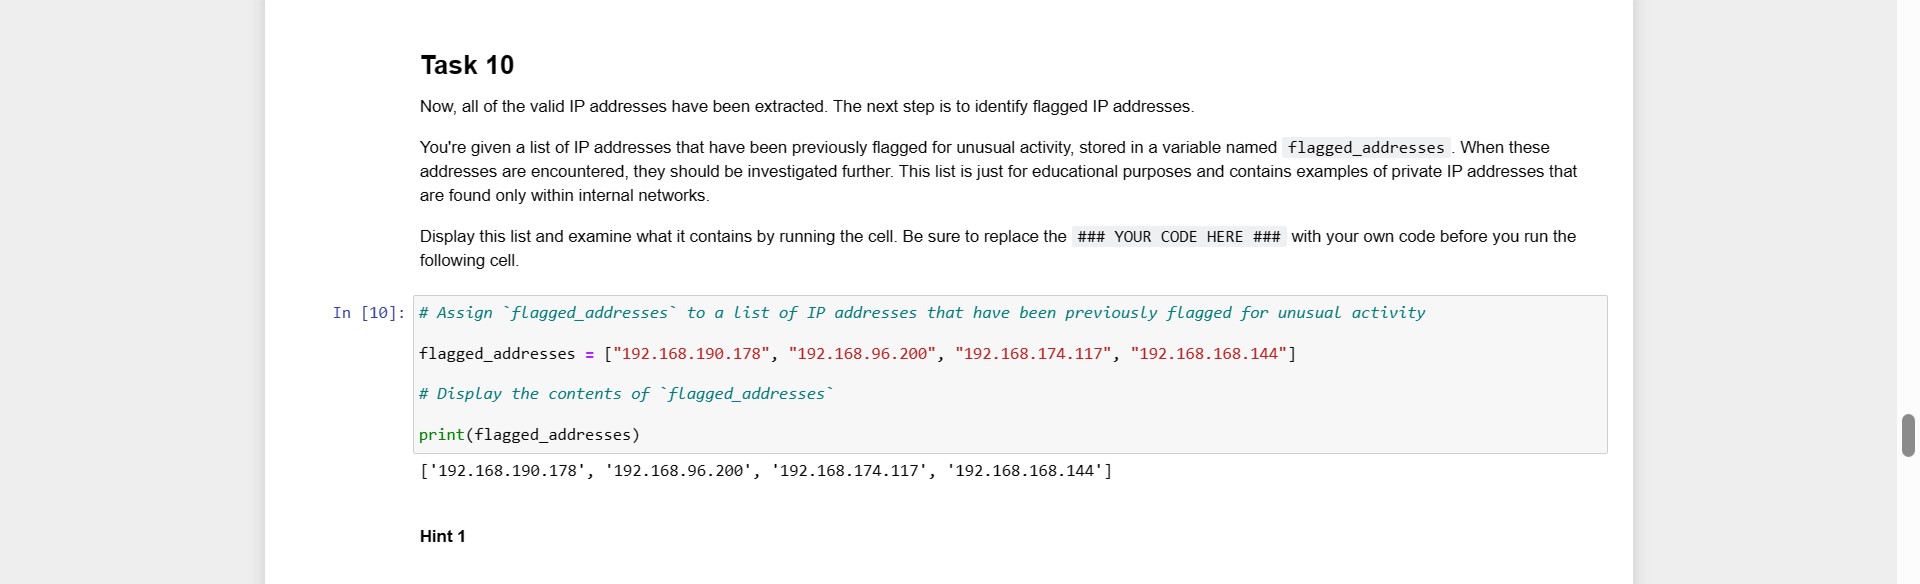 Task 10
Now, all of the valid IP addresses have been extracted. The next step is to identify flagged IP addresses.
You're given a list of IP addresses that have been previously flagged for unusual activity, stored in a variable named flagged_addresses . When these
addresses are encountered, they should be investigated further. This list is just for educational purposes and contains examples of private IP addresses that
are found only within internal networks.
Display this list and examine what it contains by running the cell. Be sure to replace the ### YOUR CODE HERE ### with your own code before you run the
following cell.
In [10]: # Assign `flagged_addresses` to a list of IP addresses that have been previously flagged for unusual activity
flagged_addresses = ["192.168.190.178", "192.168.96.200", "192.168.174.117", "192.168.168.144"]
# Display the contents of `flagged_addresses`
print(flagged_addresses)
['192.168.190.178', '192.168.96.200', '192.168.174.117', '192.168.168.144']
Hint 1